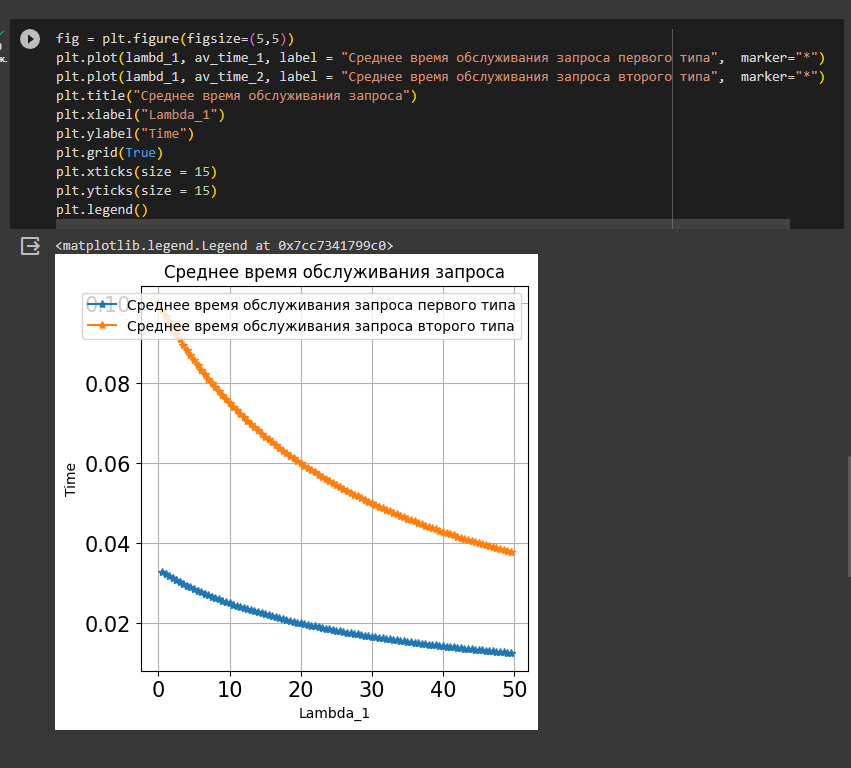 fig = plt.figure(figsize=(5,5))
plt.plot(lambd_1, av_time_1, label = "Среднее время обслуживания запроса первого типа",  marker="*")
plt.plot(lambd_1, av_time_2, label = "Среднее время обслуживания запроса второго типа",  marker="*")
plt.title("Среднее время обслуживания запроса")
plt.xlabel("Lambda_1")
plt.ylabel("Time")
plt.grid(True)
plt.xticks(size = 15)
plt.yticks(size = 15)
plt.legend()
<matplotlib.legend.Legend at 0x7cc7341799c0>
Среднее время обслуживания запроса
0.10
Среднее время обслуживания запроса первого типа
Среднее время обслуживания запроса второго типа
0.08
0.06
Time
0.04
0.02
0 10 20 30 40 50
Lambda_1